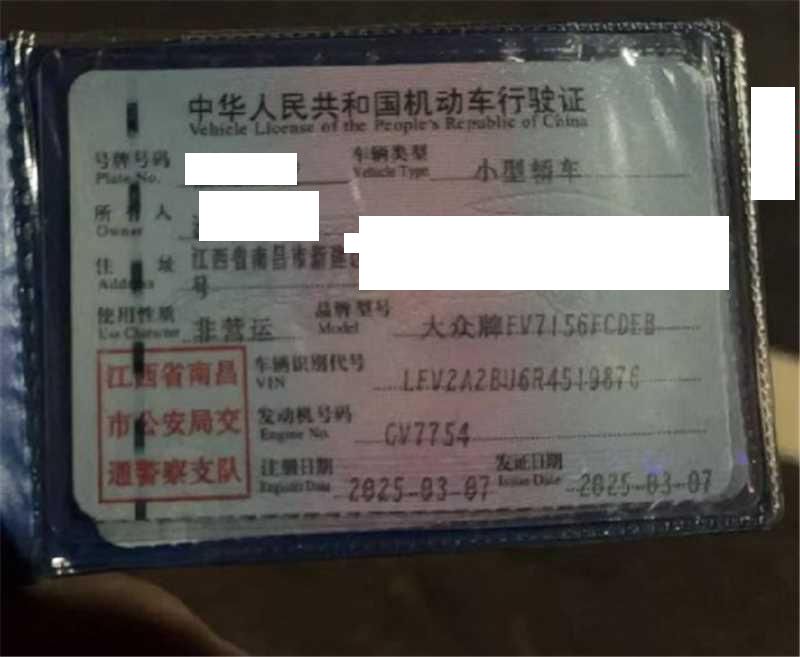 中华人民共和国机动车行驶证
Vehicle License of the People's Republic of China
号牌号码
Plate No.
车辆类型 小型轿车
Vehicle Type
所有人
Owner
住址 江西省南昌市新建
Address 号
使用性质 非营运
Use Character
品牌型号 大众牌FV7156FCDEB
Model
江西省南昌市公安局交通警察支队
车辆识别代号 LFV2A2BU6R4519876
VIN
发动机号码 GV7754
Engine No.
注册日期 2025-03-07
Register Date
发证日期 2025-03-07
Issue Date